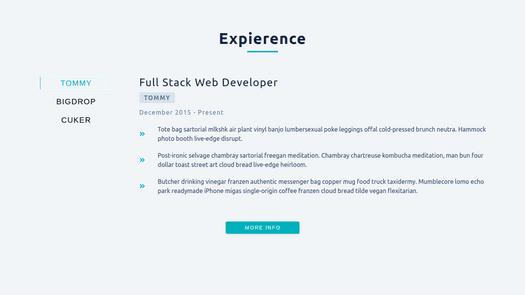 Expierence
TOMMY
BIGDROP
CUKER
Full Stack Web Developer
TOMMY
December 2015 - Present
Tote bag sartorial mlkshk air plant vinyl banjo lumbersexual poke leggings offal cold-pressed brunch neutra. Hammock
photo booth live-edge disrupt.
Post-ironic selvage chambray sartorial freegan meditation. Chambray chartreuse kombucha meditation, man bun four
dollar toast street art cloud bread live-edge heirloom.
Butcher drinking vinegar franzen authentic messenger bag copper mug food truck taxidermy. Mumblecore lomo echo
park readymade iPhone migas single-origin coffee franzen cloud bread tilde vegan flexitarian.
MORE INFO